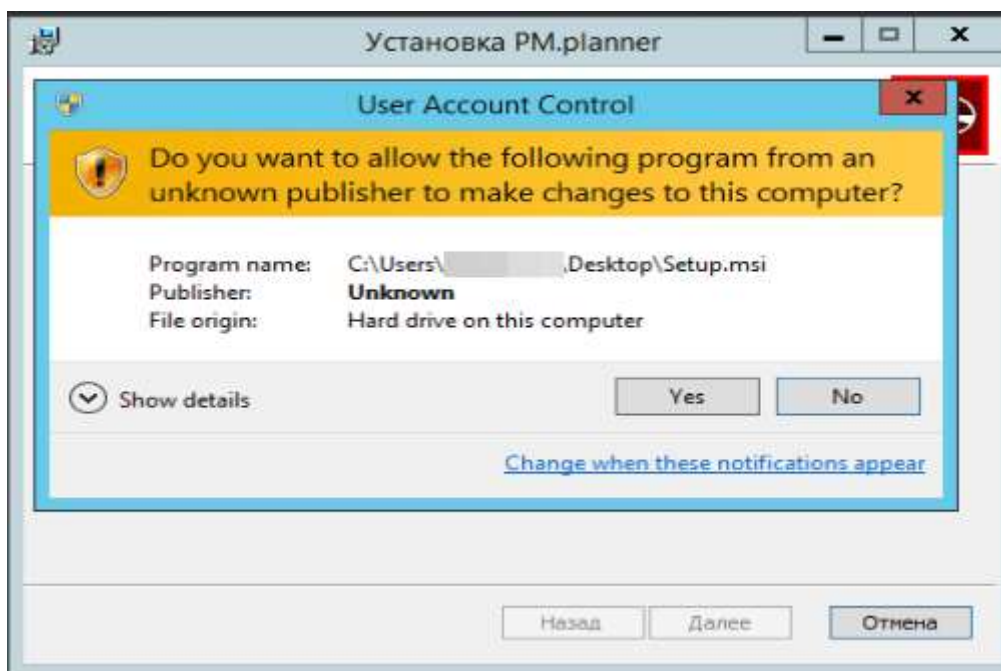 Установка PM.planner
User Account Control
Do you want to allow the following program from an
unknown publisher to make changes to this computer?
Program name: C:\Users\ ,Desktop\Setup.msi
Publisher: Unknown
File origin: Hard drive on this computer
Show details
Yes
No
Change when these notifications appear
Назад
Далее
Отмена